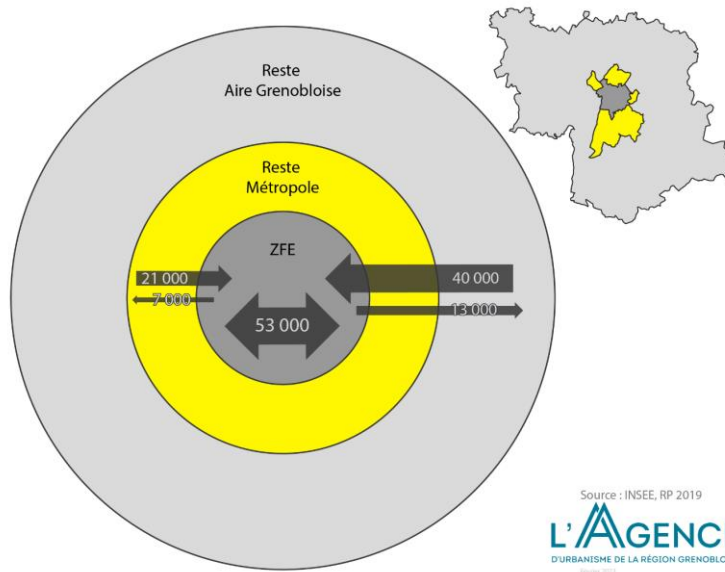 Reste
Aire Grenobloise
Reste
Métropole
ZFE
21 000
40 000
7 000
13 000
53 000
Source : INSEE, RP 2019
L'AGENC
D'URBANISME DE LA RÉGION GRENOBLO